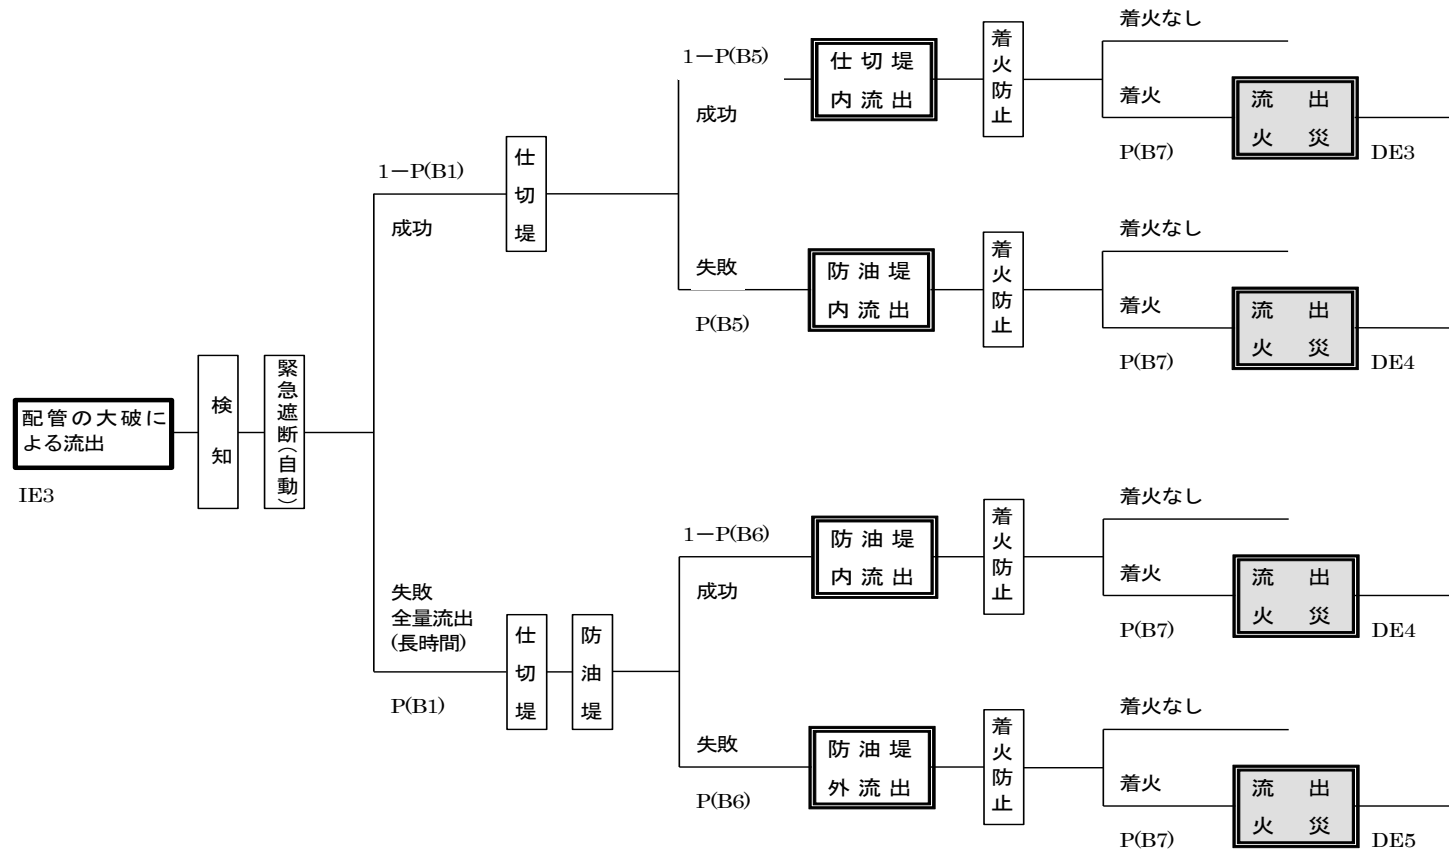 配管の大破に
よる流出
IE3
検知
緊急遮断(自動)
1－P(B1)
成功
仕切堤
1－P(B5)
成功
仕切堤
内流出
着火防止
着火なし
着火
P(B7)
流出
火災
DE3
失敗
P(B5)
防油堤
内流出
着火防止
着火なし
着火
P(B7)
流出
火災
DE4
失敗
全量流出
(長時間)
P(B1)
仕切堤
防油堤
1－P(B6)
成功
防油堤
内流出
着火防止
着火なし
着火
P(B7)
流出
火災
DE4
失敗
P(B6)
防油堤
外流出
着火防止
着火なし
着火
P(B7)
流出
火災
DE5